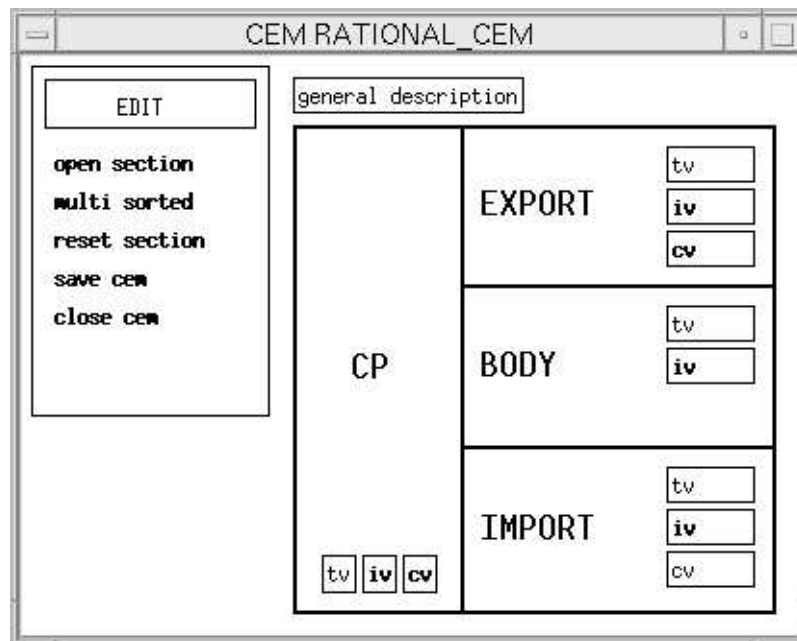 CEM RATIONAL_CEM
EDIT
open section
multi sorted
reset section
save cem
close cem
general description
CP
tv iv cv
EXPORT
tv
iv
cv
BODY
tv
iv
IMPORT
tv
iv
cv